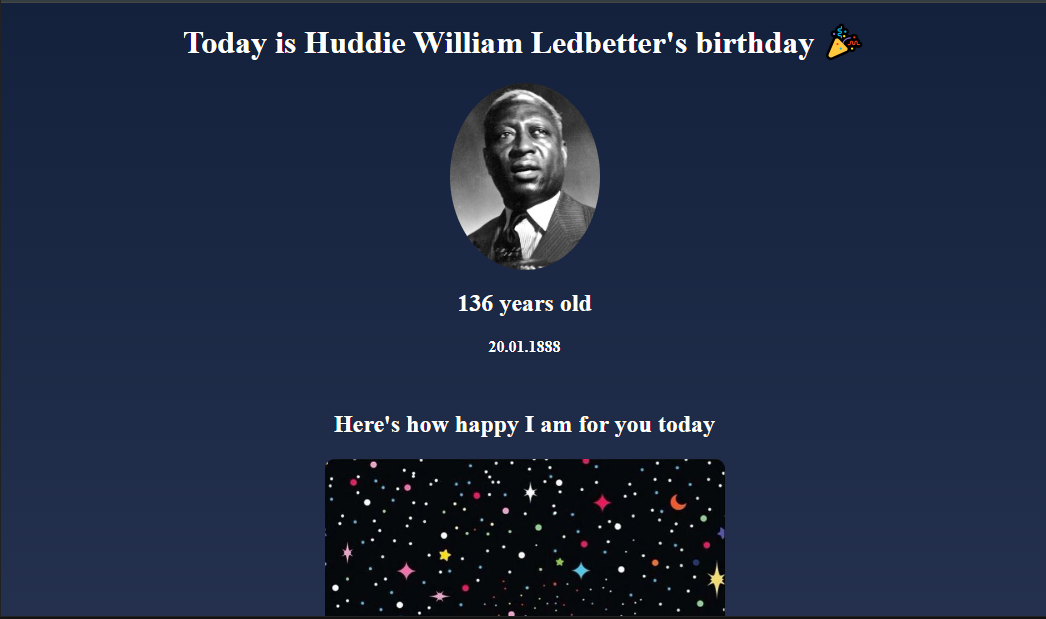 Today is Huddie William Ledbetter's birthday 🎉
136 years old
20.01.1888
Here's how happy I am for you today